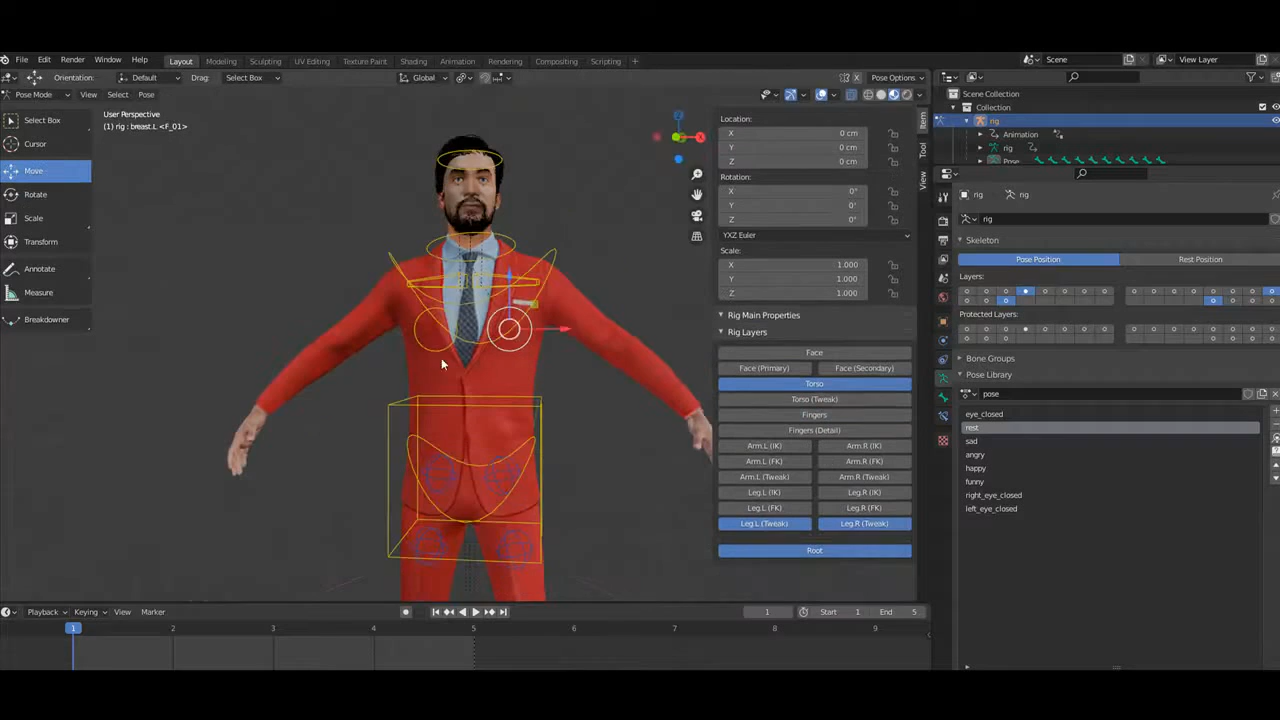 File Edit Render Window Help Layout Modeling Sculpting UV Editing Texture Paint Shading Animation Rendering Compositing Scripting + Scene View Layer
Orientation: Default Drag: Select Box Global Pose Options
Pose Mode View Select Pose
User Perspective
(1) rig : breast.L <F_01>
Select Box
Cursor
Move
Rotate
Scale
Transform
Annotate
Measure
Breakdowner
Location:
X 0 cm
Y 0 cm
Z 0 cm
Rotation:
X 0°
Y 0°
Z 0°
YXZ Euler
Scale:
X 1.000
Y 1.000
Z 1.000
Rig Main Properties
Rig Layers
Face
Face (Primary) Face (Secondary)
Torso
Torso (Tweak)
Fingers
Fingers (Detail)
Arm.L (IK) Arm.R (IK)
Arm.L (FK) Arm.R (FK)
Arm.L (Tweak) Arm.R (Tweak)
Leg.L (IK) Leg.R (IK)
Leg.L (FK) Leg.R (FK)
Leg.L (Tweak) Leg.R (Tweak)
Root
Item
Tool
View
Scene Collection
Collection
rig
Animation
rig
Pose
rig rig
rig
Skeleton
Pose Position Rest Position
Layers:
Protected Layers:
Bone Groups
Pose Library
pose
eye_closed
rest
sad
angry
happy
funny
right_eye_closed
left_eye_closed
Playback Keying View Marker 1 Start 1 End 5
1 2 3 4 5 6 7 8 9